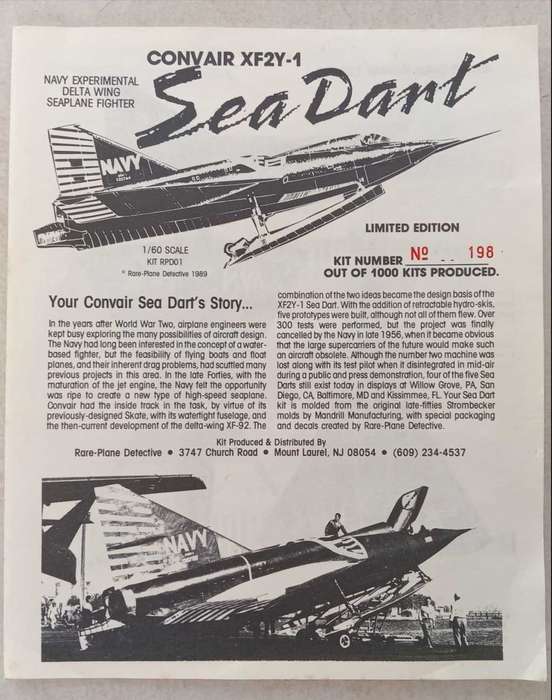 CONVAIR XF2Y-1
Sea Dart
NAVY EXPERIMENTAL
DELTA WING
SEAPLANE FIGHTER
NAVY
LIMITED EDITION
1/60 SCALE
KIT RPD01
© Rare-Plane Detective 1989
KIT NUMBER Nº 198
OUT OF 1000 KITS PRODUCED.
Your Convair Sea Dart's Story...
In the years after World War Two, airplane engineers were
kept busy exploring the many possibilities of aircraft design.
The Navy had long been interested in the concept of a water-
based fighter, but the feasibility of flying boats and float
planes, and their inherent drag problems, had scuttled many
previous projects in this area. In the late Forties, with the
maturation of the jet engine, the Navy felt the opportunity
was ripe to create a new type of high-speed seaplane.
Convair had the inside track in the task, by virtue of its
previously-designed Skate, with its watertight fuselage, and
the then-current development of the delta-wing XF-92. The
combination of the two ideas became the design basis of the
XF2Y-1 Sea Dart. With the addition of retractable hydro-skis,
five prototypes were built, although not all of them flew. Over
300 tests were performed, but the project was finally
cancelled by the Navy in late 1956, when it became obvious
that the large supercarriers of the future would make such
an aircraft obsolete. Although the number two machine was
lost along with its test pilot when it disintegrated in mid-air
during a public and press demonstration, four of the five Sea
Darts still exist today in displays at Willow Grove, PA, San
Diego, CA, Baltimore, MD and Kissimmee, FL. Your Sea Dart
kit is molded from the original late-fifties Strombecker
molds by Mandrill Manufacturing, with special packaging
and decals created by Rare-Plane Detective.
Kit Produced & Distributed By
Rare-Plane Detective • 3747 Church Road • Mount Laurel, NJ 08054 • (609) 234-4537
NAVY